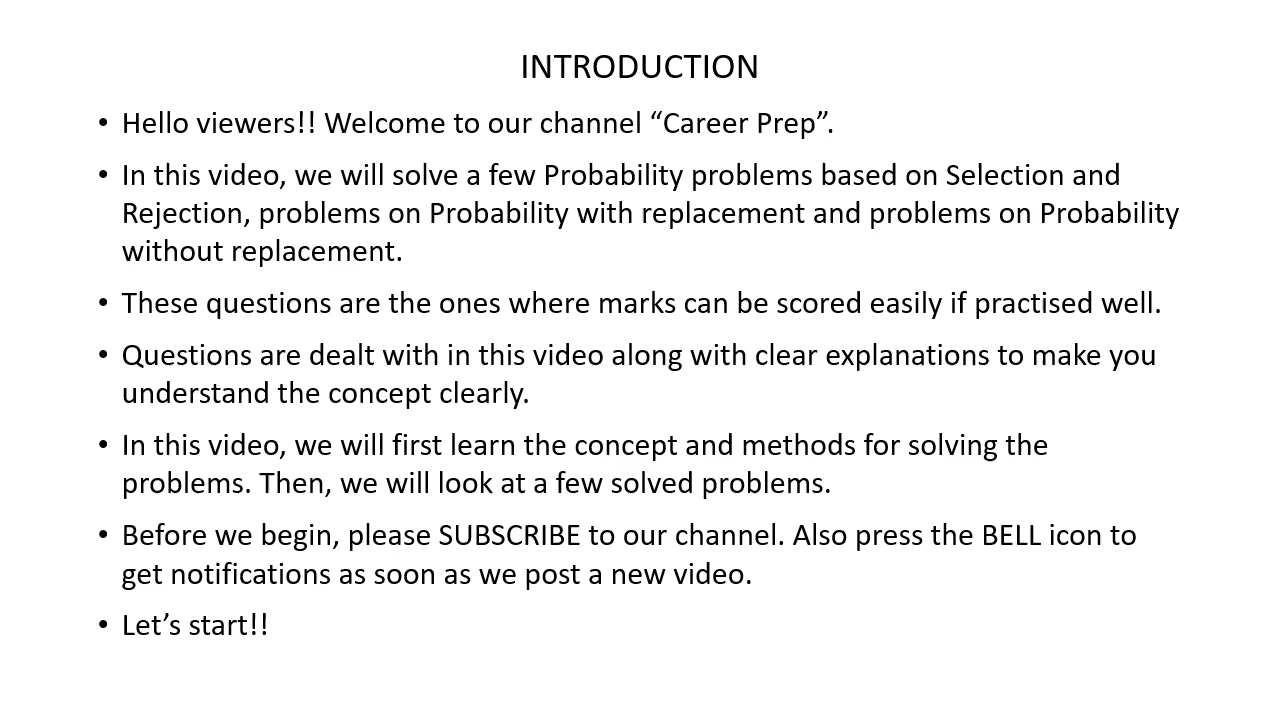 INTRODUCTION
• Hello viewers!! Welcome to our channel “Career Prep”.
• In this video, we will solve a few Probability problems based on Selection and
Rejection, problems on Probability with replacement and problems on Probability
without replacement.
• These questions are the ones where marks can be scored easily if practised well.
• Questions are dealt with in this video along with clear explanations to make you
understand the concept clearly.
• In this video, we will first learn the concept and methods for solving the
problems. Then, we will look at a few solved problems.
• Before we begin, please SUBSCRIBE to our channel. Also press the BELL icon to
get notifications as soon as we post a new video.
• Let’s start!!